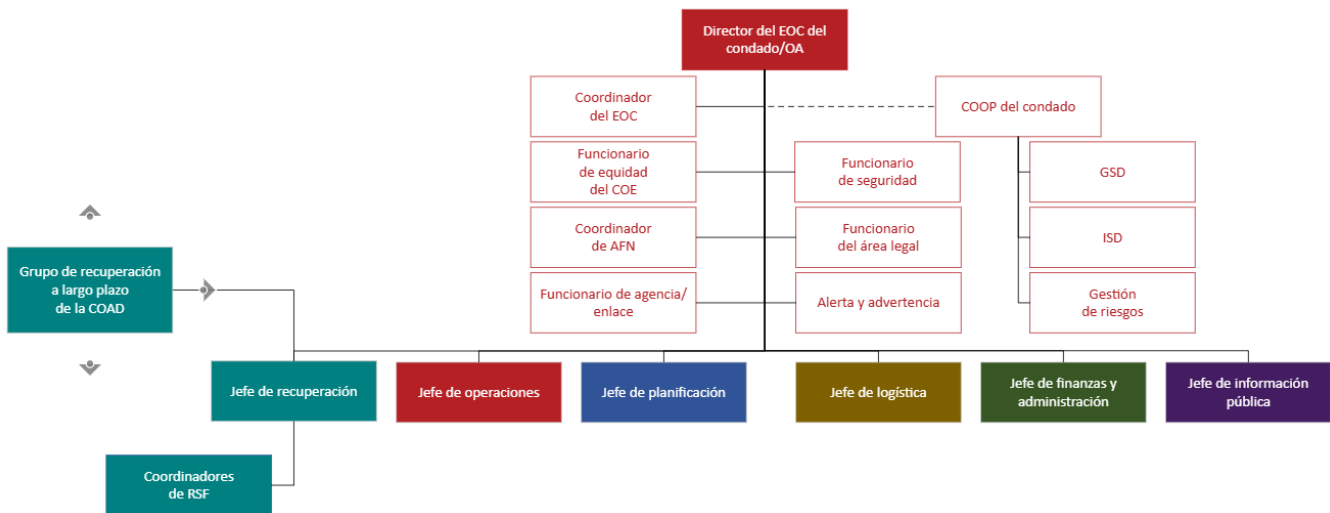 Director del EOC del
condado/OA
Coordinador
del EOC
COOP del condado
Funcionario
de equidad
del COE
Funcionario
de seguridad
GSD
Coordinador
de AFN
Funcionario
del área legal
ISD
Grupo de recuperación
a largo plazo
de la COAD
Funcionario de agencia/
enlace
Alerta y advertencia
Gestión
de riesgos
Jefe de recuperación
Jefe de operaciones
Jefe de planificación
Jefe de logística
Jefe de finanzas y
administración
Jefe de información
pública
Coordinadores
de RSF